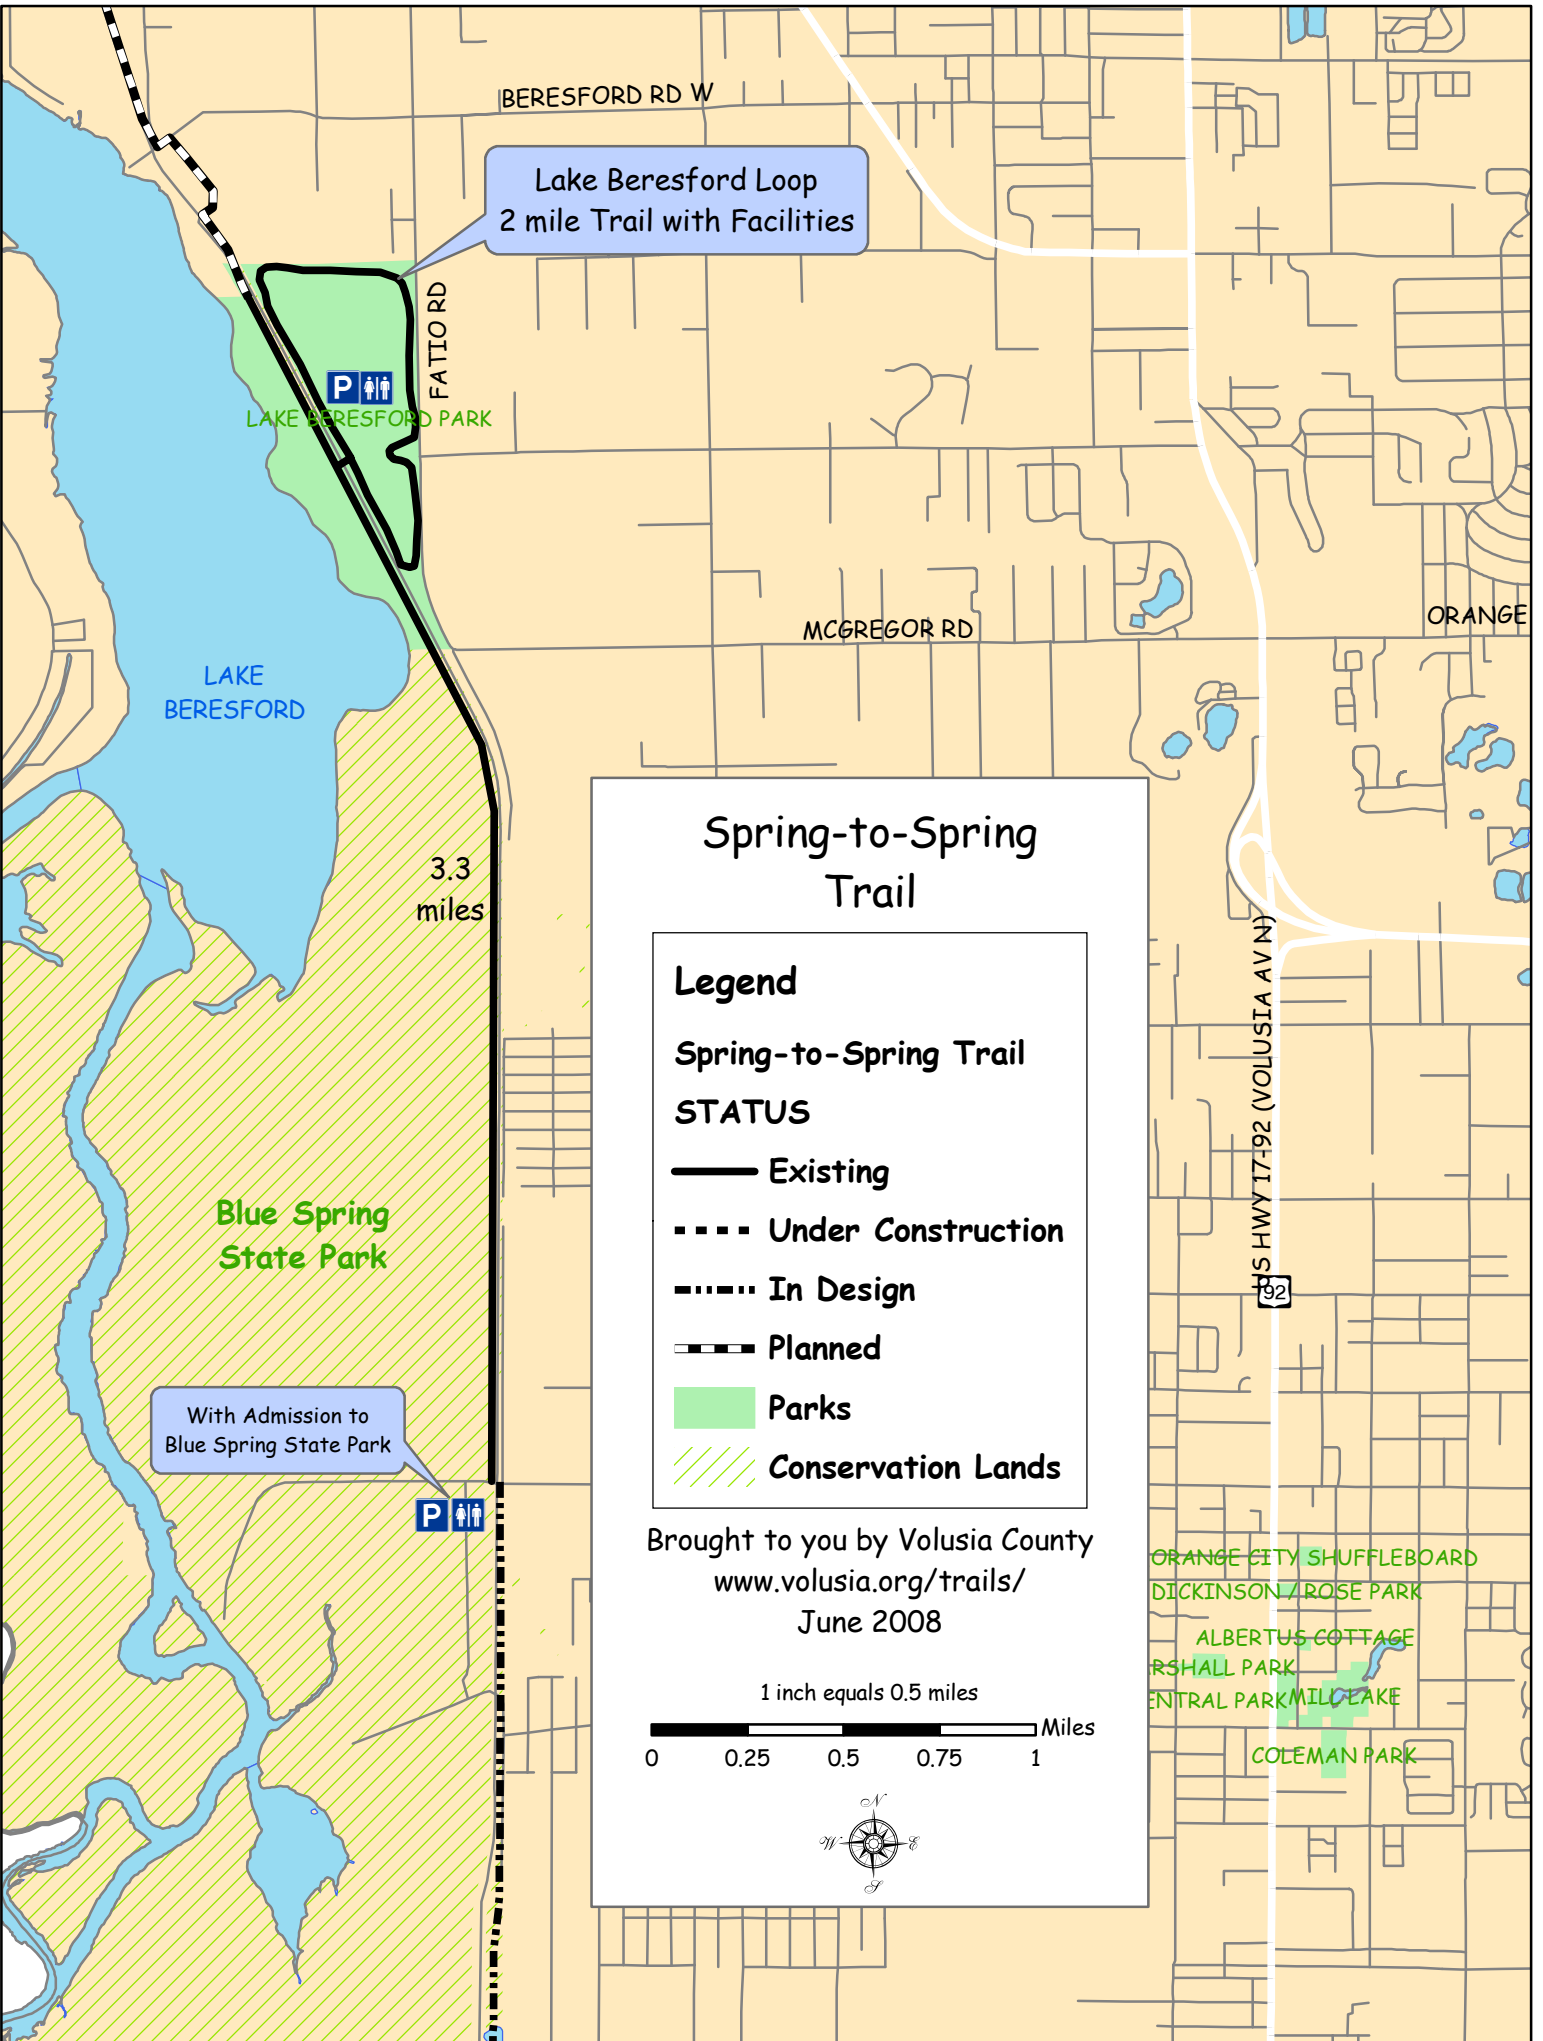 BERESFORD RD W
Lake Beresford Loop
2 mile Trail with Facilities
FATIO RD
P
LAKE BERESFORD PARK
MCGREGOR RD
ORANGE
LAKE
BERESFORD
3.3
miles
Spring-to-Spring
Trail
Legend
Spring-to-Spring Trail
STATUS
Existing
Under Construction
In Design
Planned
Parks
Conservation Lands
Brought to you by Volusia County
www.volusia.org/trails/
June 2008
1 inch equals 0.5 miles
Miles
0 0.25 0.5 0.75 1
N
W E
S
US HWY 17-92 (VOLUSIA AV N)
92
Blue Spring
State Park
With Admission to
Blue Spring State Park
P
ORANGE CITY SHUFFLEBOARD
DICKINSON / ROSE PARK
ALBERTUS COTTAGE
RSHALL PARK
ENTRAL PARK
MILL LAKE
COLEMAN PARK